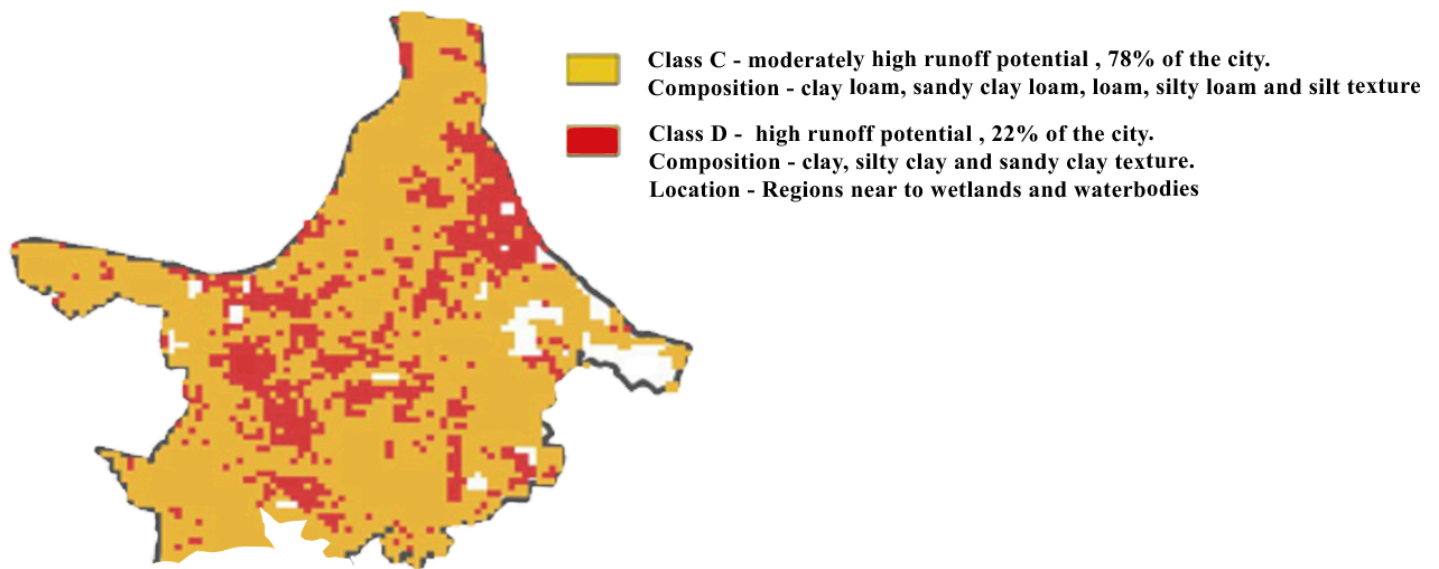 Class C - moderately high runoff potential , 78% of the city.
Composition - clay loam, sandy clay loam, loam, silty loam and silt texture
Class D -  high runoff potential , 22% of the city.
Composition - clay, silty clay and sandy clay texture.
Location - Regions near to wetlands and waterbodies